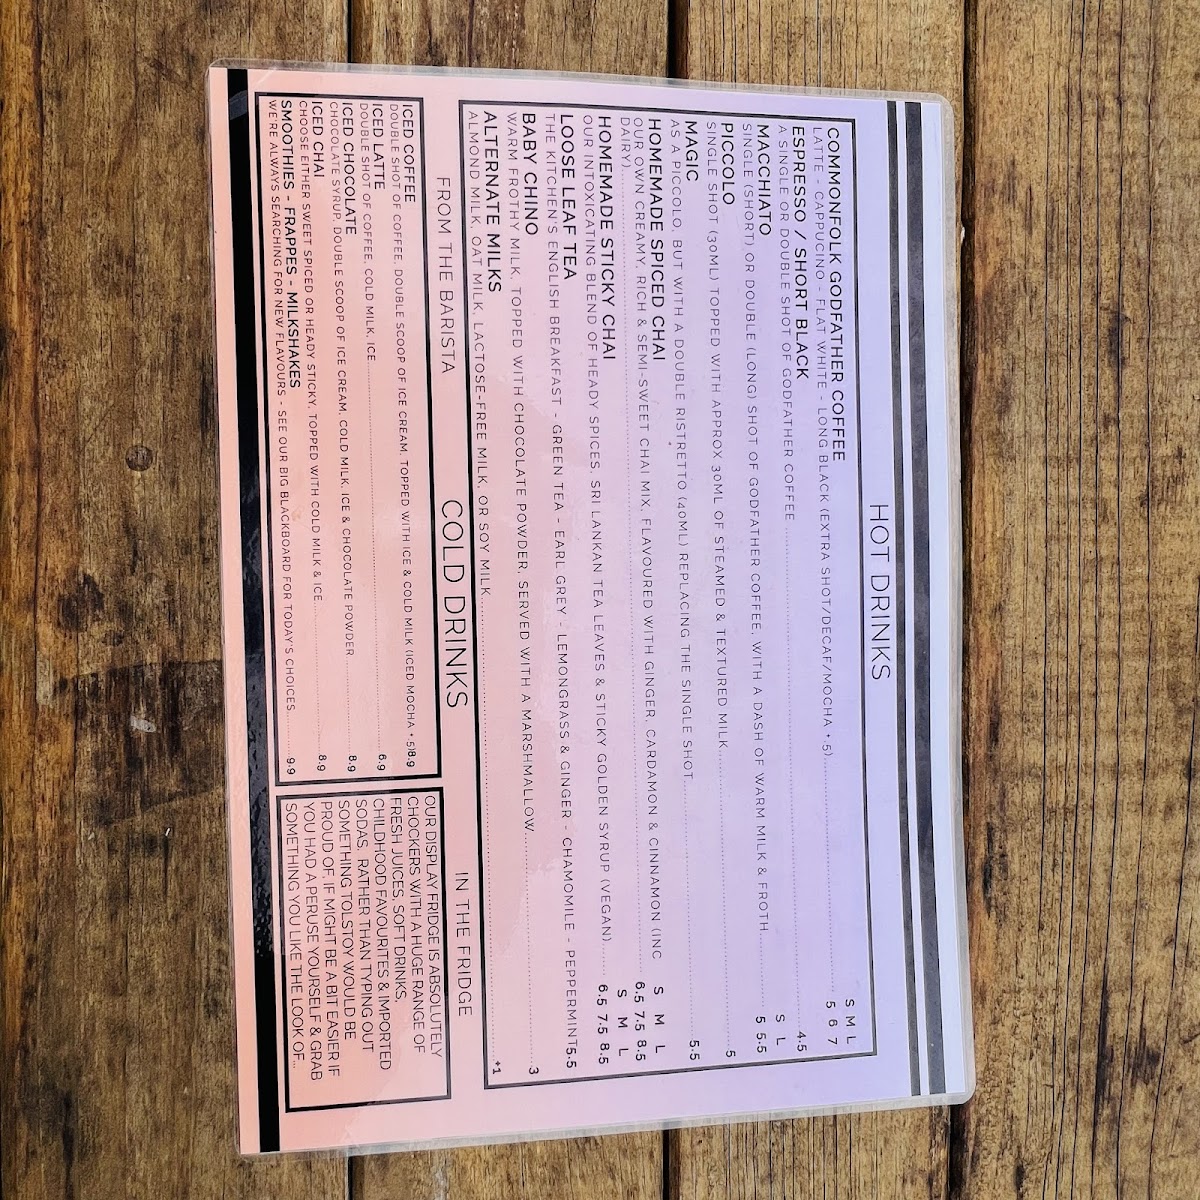 HOT DRINKS
COMMONFOLK GODFATHER COFFEE S M L
LATTE - CAPPUCINO - FLAT WHITE - LONG BLACK (EXTRA SHOT/DECAF/MOCHA +.5) 5 6 7
ESPRESSO / SHORT BLACK
A SINGLE OR DOUBLE SHOT OF GODFATHER COFFEE 4.5
MACCHIATO S L
SINGLE (SHORT) OR DOUBLE (LONG) SHOT OF GODFATHER COFFEE, WITH A DASH OF WARM MILK & FROTH 5 5.5
PICCOLO
SINGLE SHOT (30ML) TOPPED WITH APPROX 30ML OF STEAMED & TEXTURED MILK 5
MAGIC
AS A PICCOLO, BUT WITH A DOUBLE RISTRETTO (40ML) REPLACING THE SINGLE SHOT 5.5
HOMEMADE SPICED CHAI S M L
OUR OWN CREAMY, RICH & SEMI-SWEET CHAI MIX, FLAVOURED WITH GINGER, CARDAMON & CINNAMON (INC
DAIRY) 6.5 7.5 8.5
HOMEMADE STICKY CHAI S M L
OUR INTOXICATING BLEND OF HEADY SPICES, SRI LANKAN TEA LEAVES & STICKY GOLDEN SYRUP (VEGAN) 6.5 7.5 8.5
LOOSE LEAF TEA
THE KITCHEN'S ENGLISH BREAKFAST - GREEN TEA - EARL GREY - LEMONGRASS & GINGER - CHAMOMILE - PEPPERMINT 5.5
BABY CHINO
WARM FROTHY MILK, TOPPED WITH CHOCOLATE POWDER, SERVED WITH A MARSHMALLOW 3
ALTERNATE MILKS
ALMOND MILK, OAT MILK, LACTOSE-FREE MILK, OR SOY MILK +1
COLD DRINKS
FROM THE BARISTA
ICED COFFEE
DOUBLE SHOT OF COFFEE, DOUBLE SCOOP OF ICE CREAM, TOPPED WITH ICE & COLD MILK (ICED MOCHA +.5) 8.9
ICED LATTE
DOUBLE SHOT OF COFFEE, COLD MILK, ICE 6.9
ICED CHOCOLATE
CHOCOLATE SYRUP, DOUBLE SCOOP OF ICE CREAM, COLD MILK, ICE & CHOCOLATE POWDER 8.9
ICED CHAI
CHOOSE EITHER SWEET SPICED OR HEADY STICKY, TOPPED WITH COLD MILK & ICE 8.9
SMOOTHIES - FRAPPES - MILKSHAKES
WE'RE ALWAYS SEARCHING FOR NEW FLAVOURS - SEE OUR BIG BLACKBOARD FOR TODAY'S CHOICES 9.9
IN THE FRIDGE
OUR DISPLAY FRIDGE IS ABSOLUTELY
CHOCKERS WITH A HUGE RANGE OF
FRESH JUICES, SOFT DRINKS,
CHILDHOOD FAVOURITES & IMPORTED
SODAS, RATHER THAN TYPING OUT
SOMETHING TOLSTOY WOULD BE
PROUD OF, IF MIGHT BE A BIT EASIER IF
YOU HAD A PERUSE YOURSELF & GRAB
SOMETHING YOU LIKE THE LOOK OF...